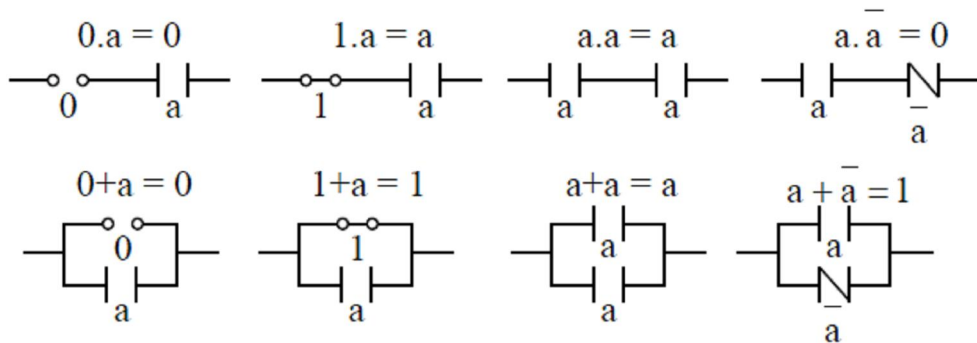 0.a = 0
1.a = a
a.a = a
a. a̅ = 0
0
a
1
a
a
a
a
a̅
0+a = 0
1+a = 1
a+a = a
a + a̅ = 1
0
a
1
a
a
a
a
a̅